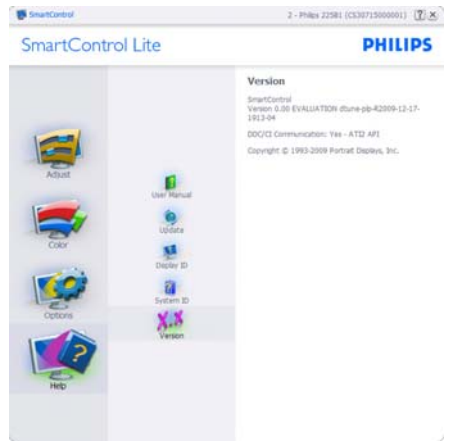 SmartControl
2 - Philips 225B1 (CS30715000001)
SmartControl Lite
PHILIPS
Version
SmartControl
Version 0.00 EVALUATION dtune-plp-R2009-12-17-
1913-04
DDC/CI Communication: Yes - ATI2 API
Copyright © 1993-2009 Portrait Displays, Inc.
Adjust
Color
Options
Help
User Manual
Update
Display ID
System ID
X.X
Version